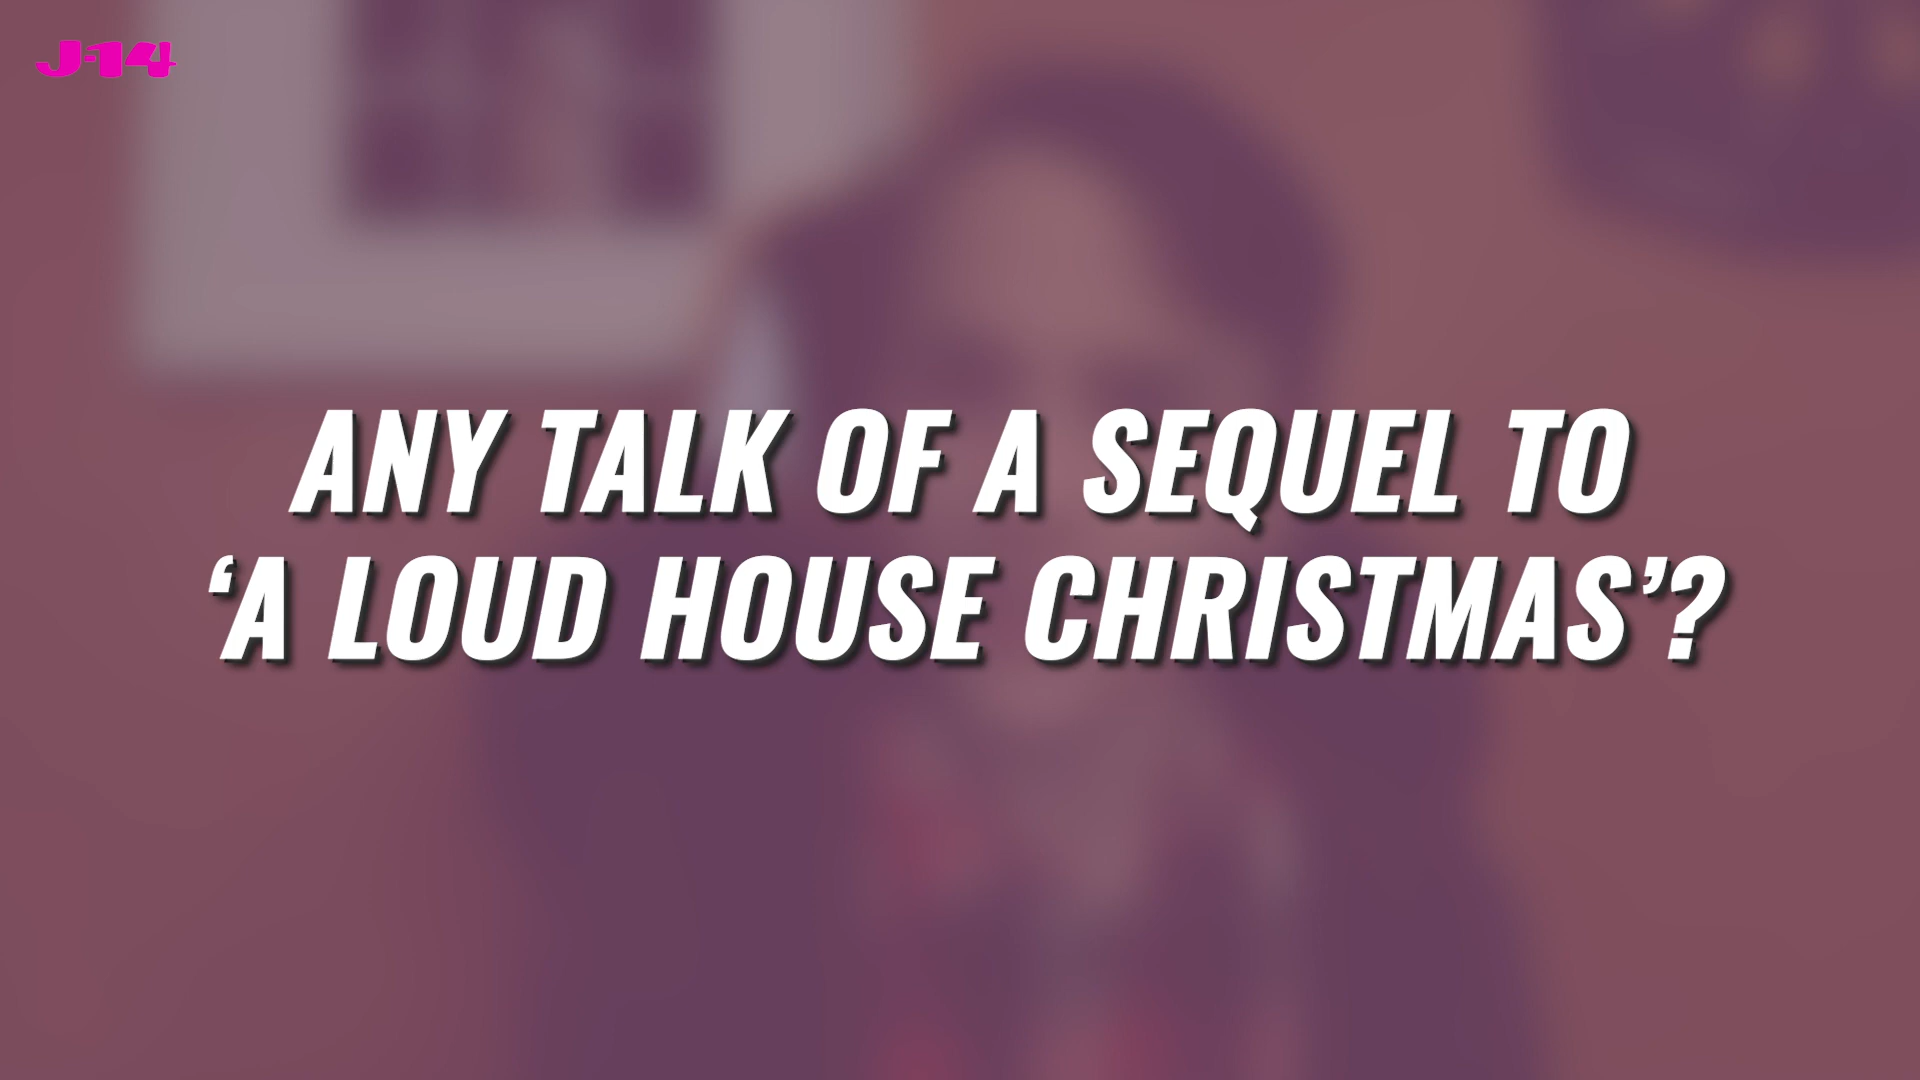 J-14
ANY TALK OF A SEQUEL TO
‘A LOUD HOUSE CHRISTMAS’?